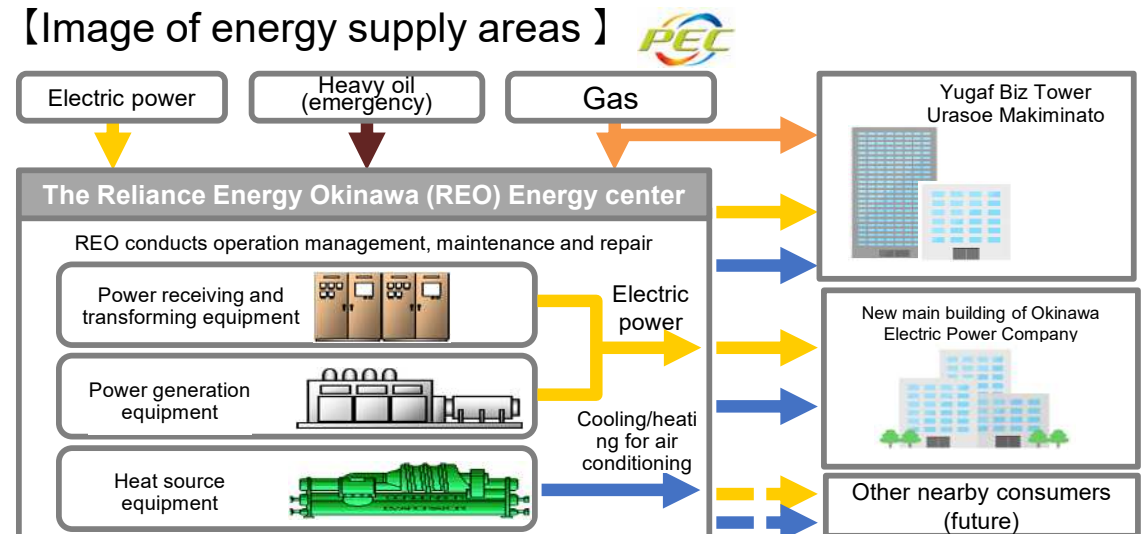 【Image of energy supply areas 】
PEC
Electric power
Heavy oil
(emergency)
Gas
The Reliance Energy Okinawa (REO) Energy center
REO conducts operation management, maintenance and repair
Power receiving and
transforming equipment
Power generation
equipment
Heat source
equipment
EVAPORATOR
Electric
power
Cooling/heati
ng for air
conditioning
Yugaf Biz Tower
Urasoe Makiminato
New main building of Okinawa
Electric Power Company
Other nearby consumers
(future)